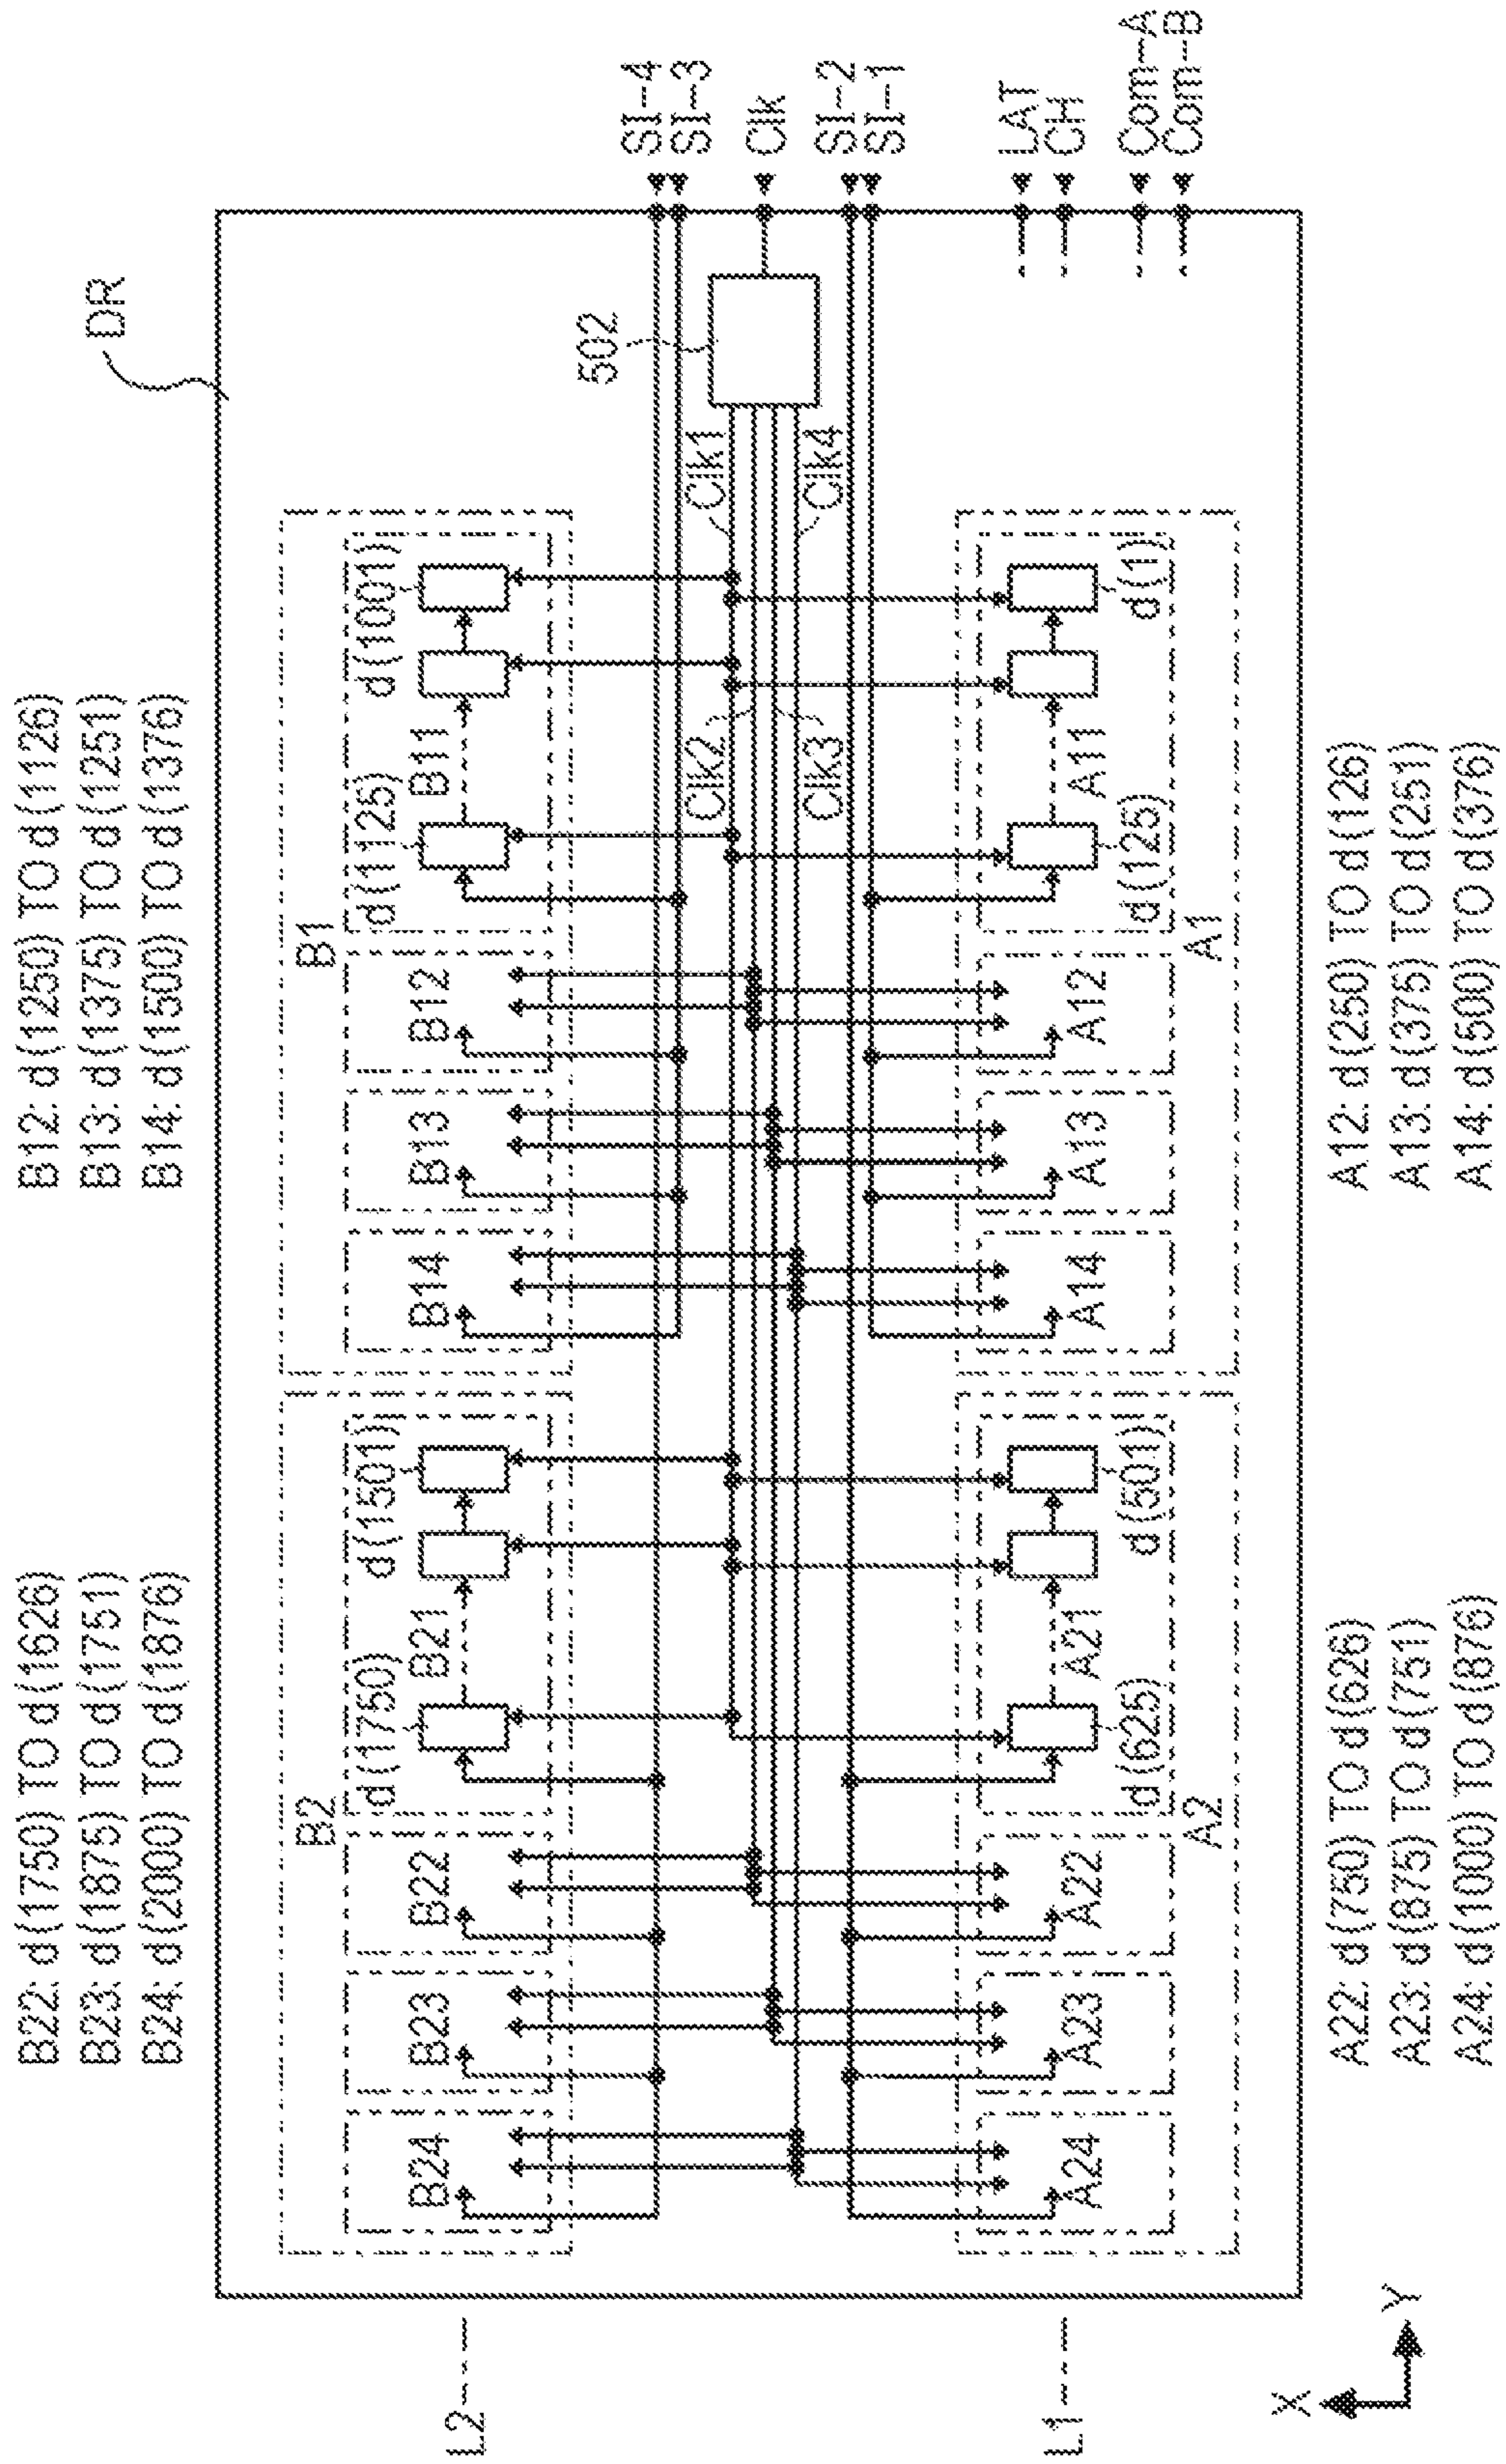 B22: d(1750) TO d(1626)
B23: d(1875) TO d(1751)
B24: d(2000) TO d(1876)
B12: d(1250) TO d(1126)
B13: d(1375) TO d(1251)
B14: d(1500) TO d(1376)
DR
B2
B1
d(1750)
d(1501)
d(1125)
d(1001)
L2
B24
B23
B22
B21
B14
B13
B12
B11
502
SI-4
SI-3
Clk2
Clk1
Clk
Clk3
Clk4
SI-2
SI-1
LAT
CH
L1
A24
A23
A22
A21
A14
A13
A12
A11
d(625)
d(501)
d(125)
d(1)
Com-A
Com-B
A2
A1
X
Y
A22: d(750) TO d(626)
A23: d(875) TO d(751)
A24: d(1000) TO d(876)
A12: d(250) TO d(126)
A13: d(375) TO d(251)
A14: d(500) TO d(376)